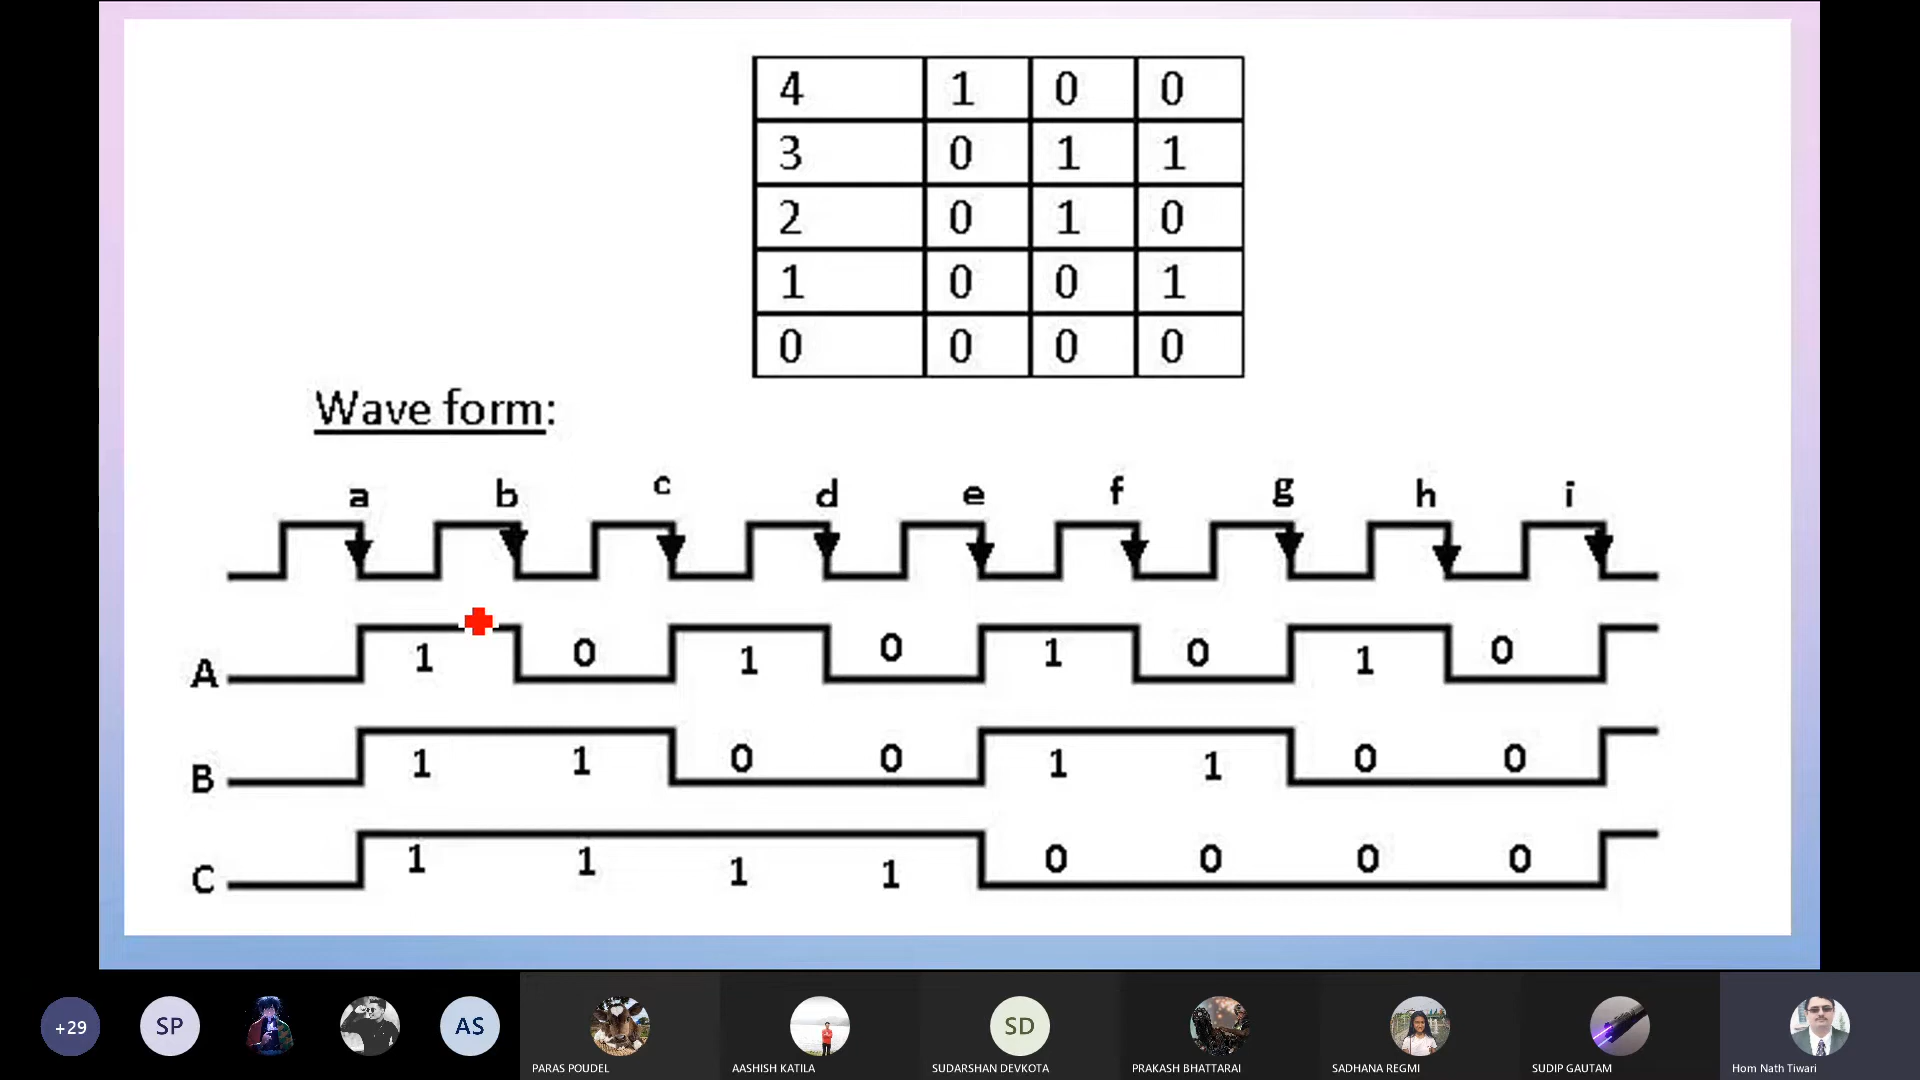 4 1 0 0
3 0 1 1
2 0 1 0
1 0 0 1
0 0 0 0
Wave form:
a b c d e f g h i
A 1 0 1 0 1 0 1 0
B 1 1 0 0 1 1 0 0
C 1 1 1 1 0 0 0 0
+29 SP AS SD
PARAS POUDEL AASHISH KATILA SUDARSHAN DEVKOTA PRAKASH BHATTARAI SADHANA REGMI SUDIP GAUTAM Hom Nath Tiwari